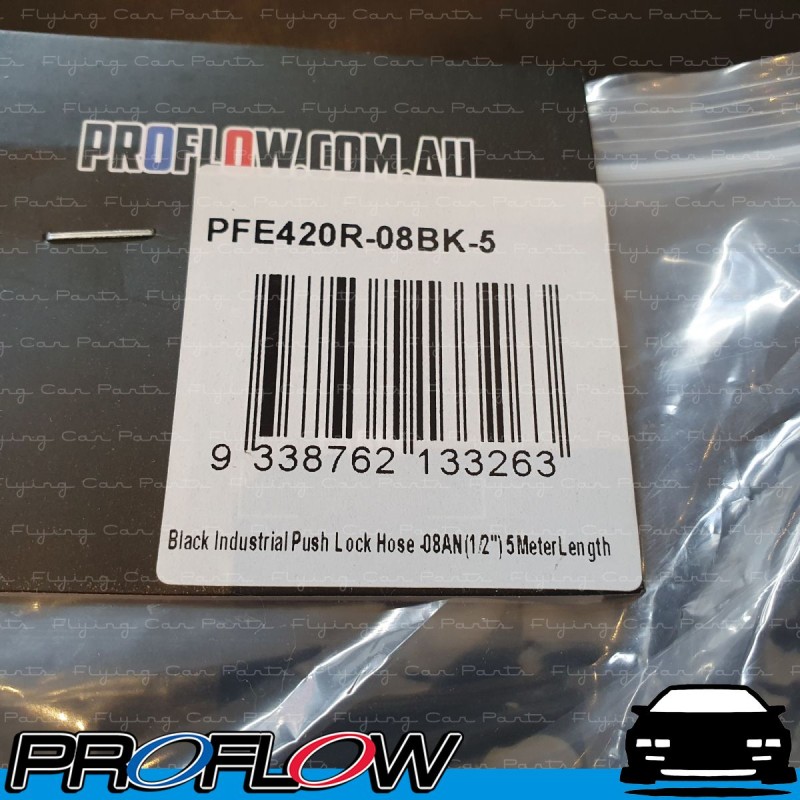 PROFLOW.COM.AU
PFE420R-08BK-5
9 338762 133263
Black Industrial Push Lock Hose -08AN (1/2") 5 Meter Length
PROFLOW
Flying Car Parts